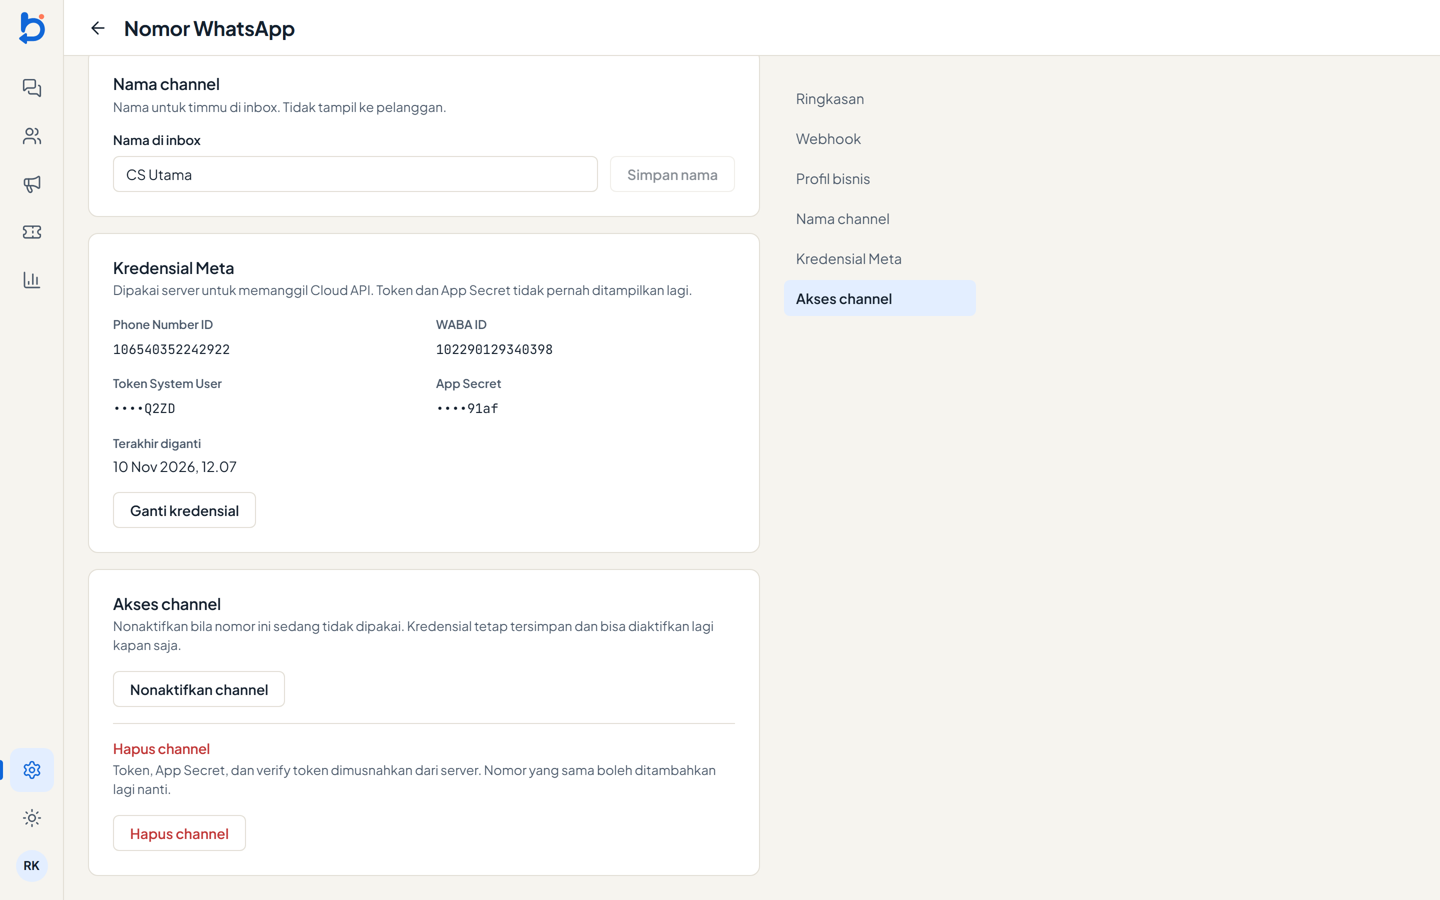 Nomor WhatsApp
Nama channel
Nama untuk timmu di inbox. Tidak tampil ke pelanggan.
Nama di inbox
CS Utama
Simpan nama
Kredensial Meta
Dipakai server untuk memanggil Cloud API. Token dan App Secret tidak pernah ditampilkan lagi.
Phone Number ID
WABA ID
106540352242922
102290129340398
Token System User
App Secret
••••Q2ZD
••••91af
Terakhir diganti
10 Nov 2026, 12.07
Ganti kredensial
Akses channel
Nonaktifkan bila nomor ini sedang tidak dipakai. Kredensial tetap tersimpan dan bisa diaktifkan lagi
kapan saja.
Nonaktifkan channel
Hapus channel
Token, App Secret, dan verify token dimusnahkan dari server. Nomor yang sama boleh ditambahkan
lagi nanti.
Hapus channel
Ringkasan
Webhook
Profil bisnis
Nama channel
Kredensial Meta
Akses channel
RK